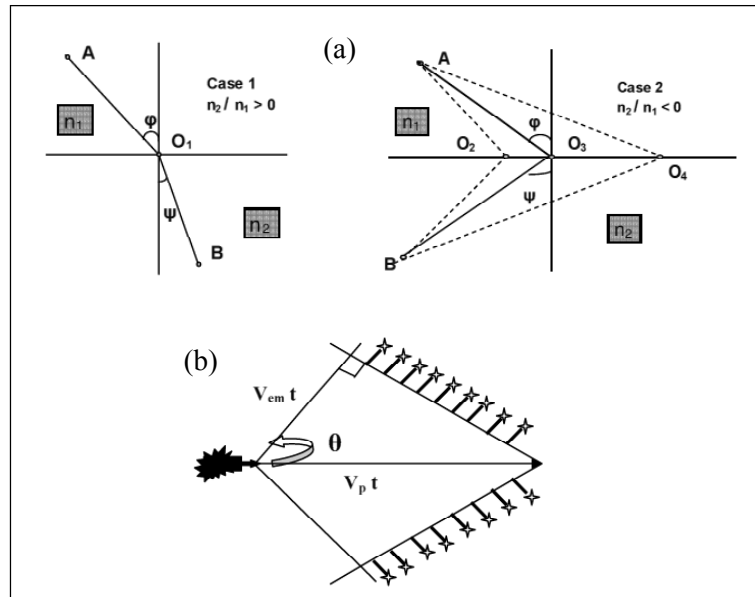 (a)
A
Case 1
n₂ / n₁ > 0
n₁
φ
O₁
ψ
n₂
B
A
Case 2
n₂ / n₁ < 0
n₁
φ
O₂
O₃
O₄
ψ
n₂
B
(b)
Vem t
θ
Vp t